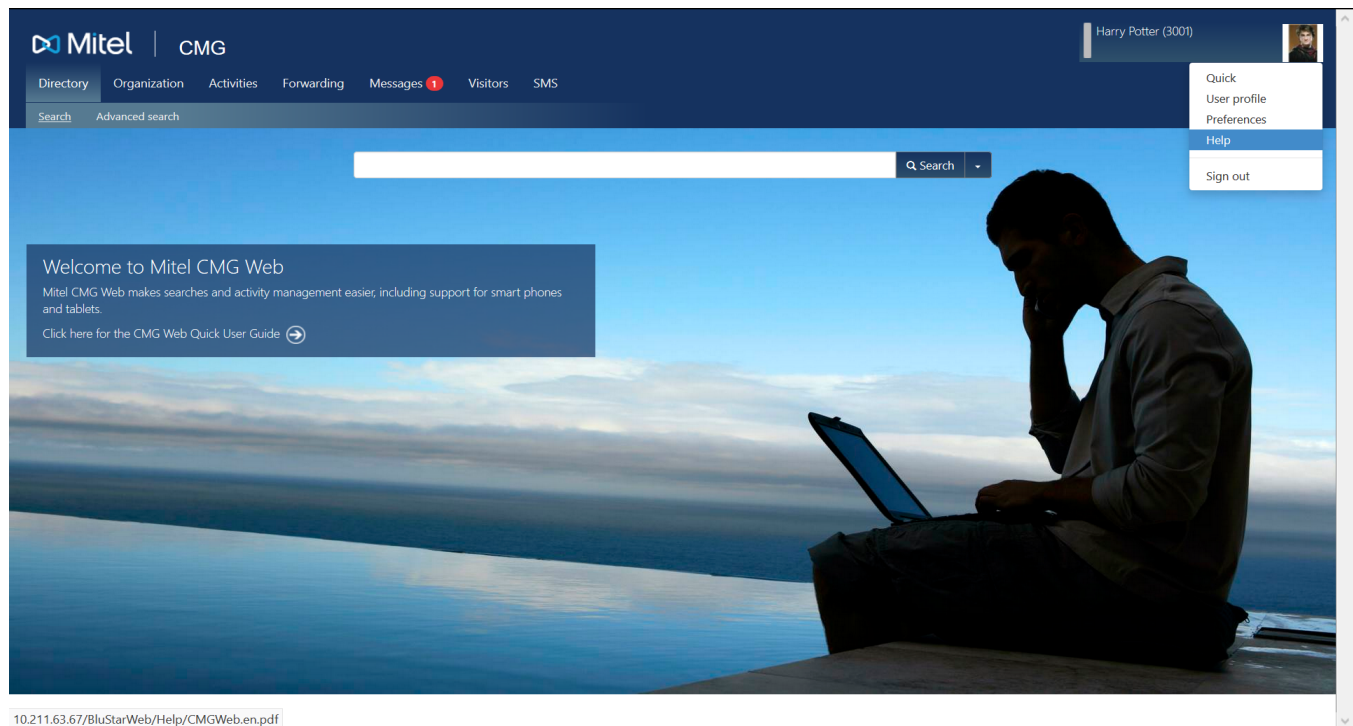 Mitel | CMG
Harry Potter (3001)
Directory Organization Activities Forwarding Messages 1 Visitors SMS
Search Advanced search
Quick
User profile
Preferences
Help
Sign out
Search
Welcome to Mitel CMG Web
Mitel CMG Web makes searches and activity management easier, including support for smart phones
and tablets.
Click here for the CMG Web Quick User Guide
10.211.63.67/BluStarWeb/Help/CMGWeb.en.pdf